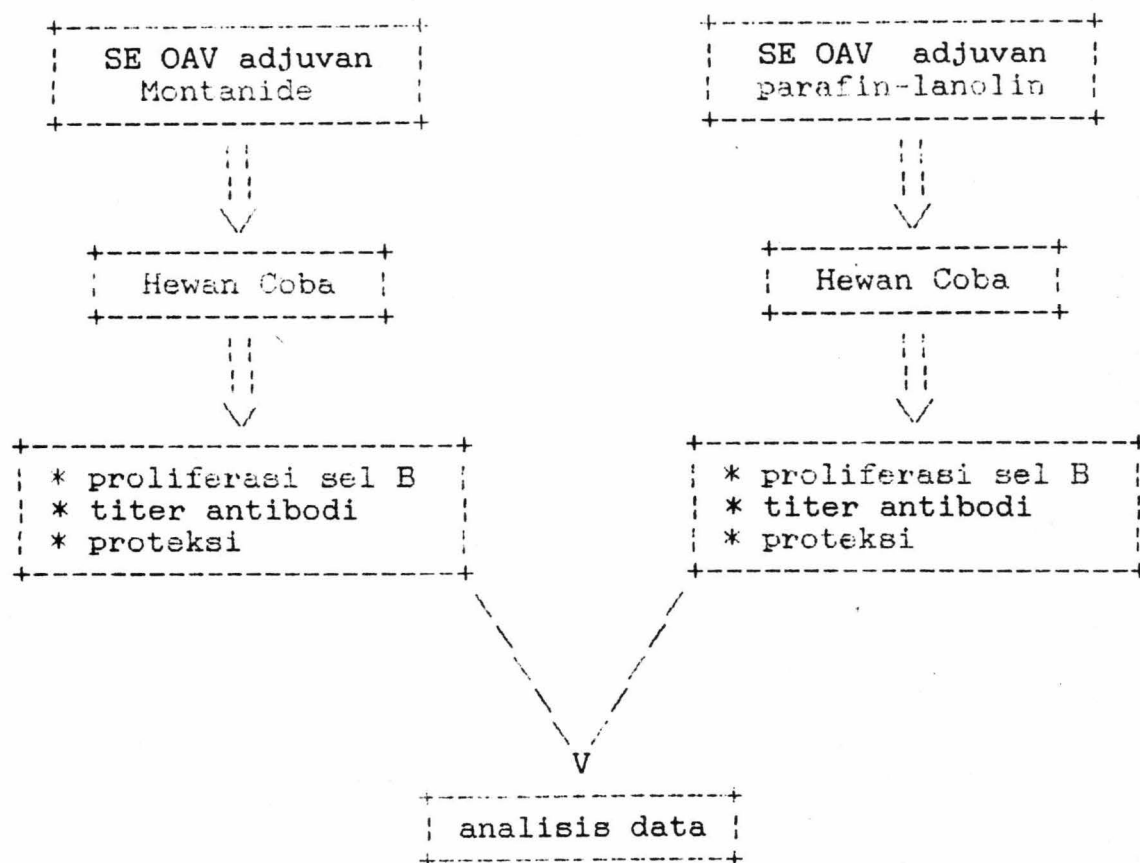 SE OAV adjuvan
Montanide
SE OAV adjuvan
parafin-lanolin
Hewan Coba
Hewan Coba
* proliferasi sel B
* titer antibodi
* proteksi
* proliferasi sel B
* titer antibodi
* proteksi
V
analisis data